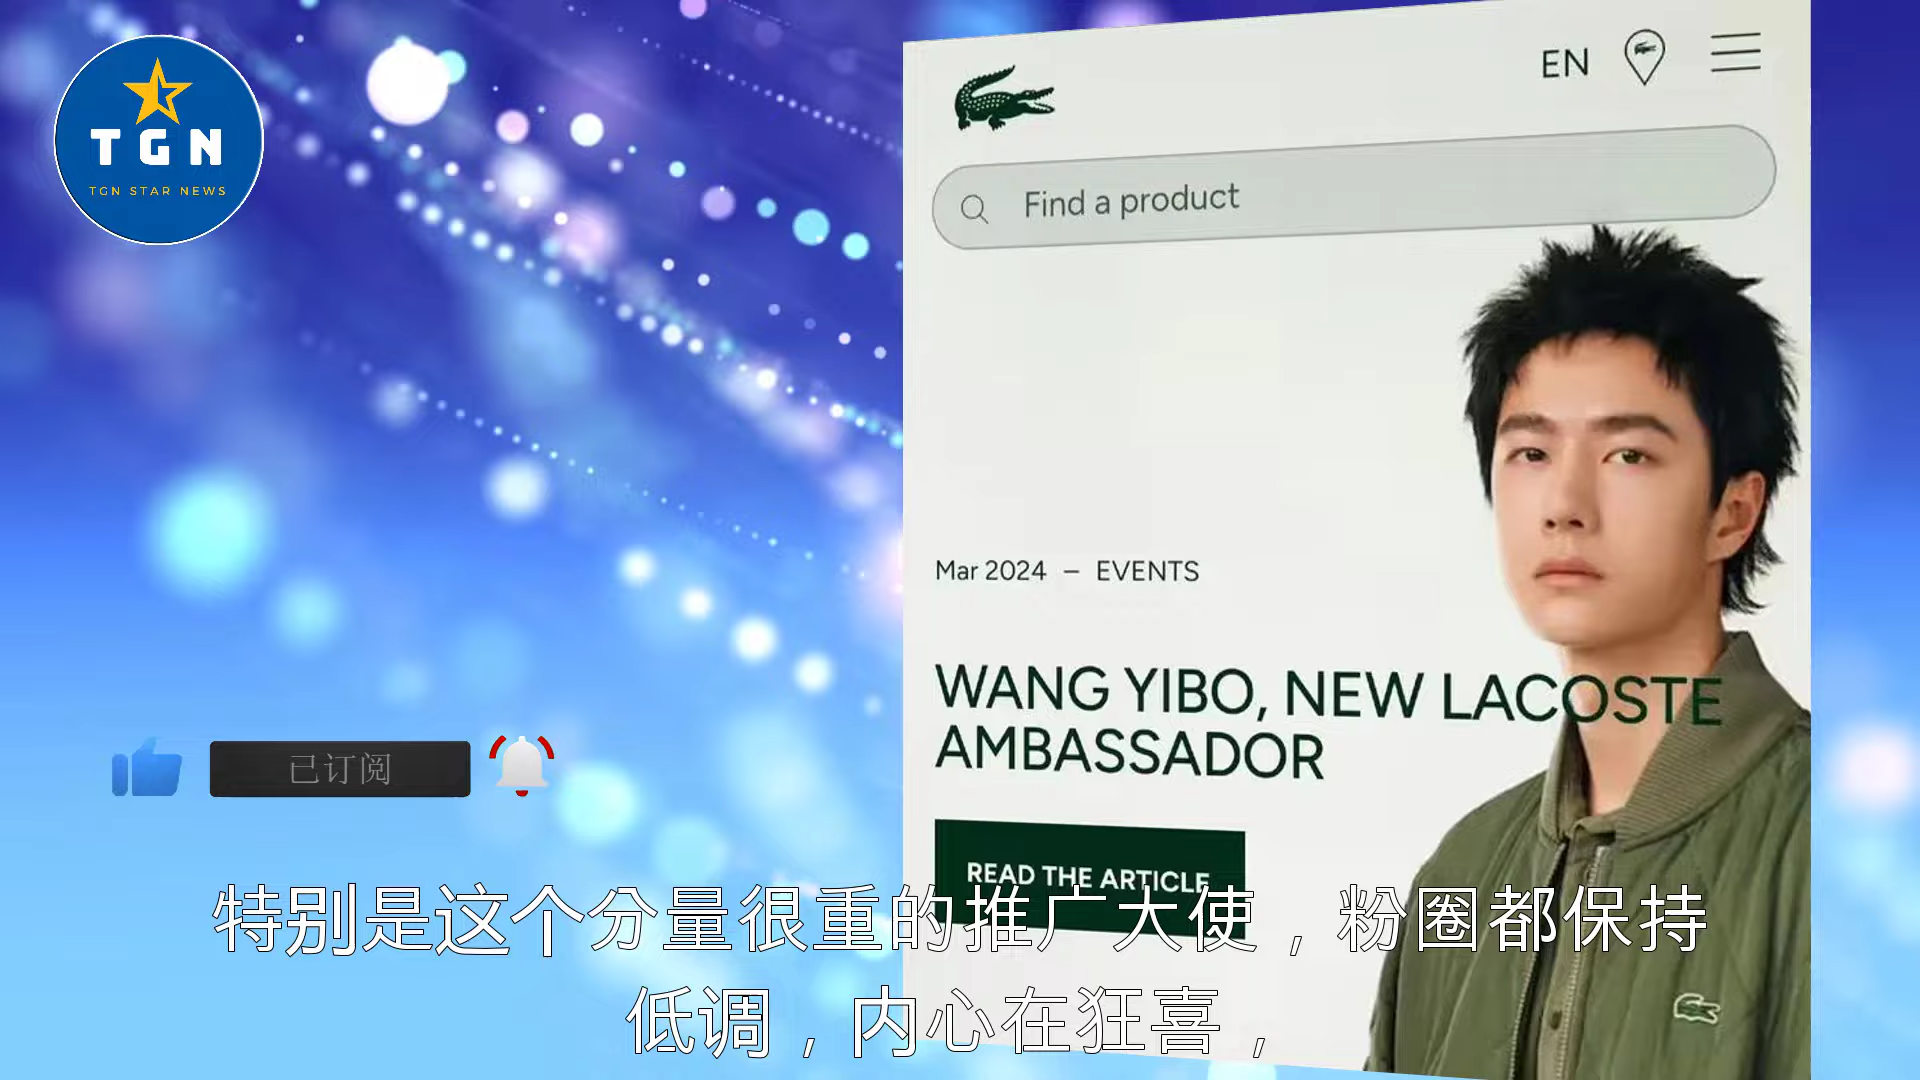 TGN
TGN STAR NEWS
EN
Find a product
Mar 2024 – EVENTS
WANG YIBO, NEW LACOSTE
AMBASSADOR
READ THE ARTICLE
已订阅
特别是这个分量很重的推广大使，粉圈都保持
低调，内心在狂喜，